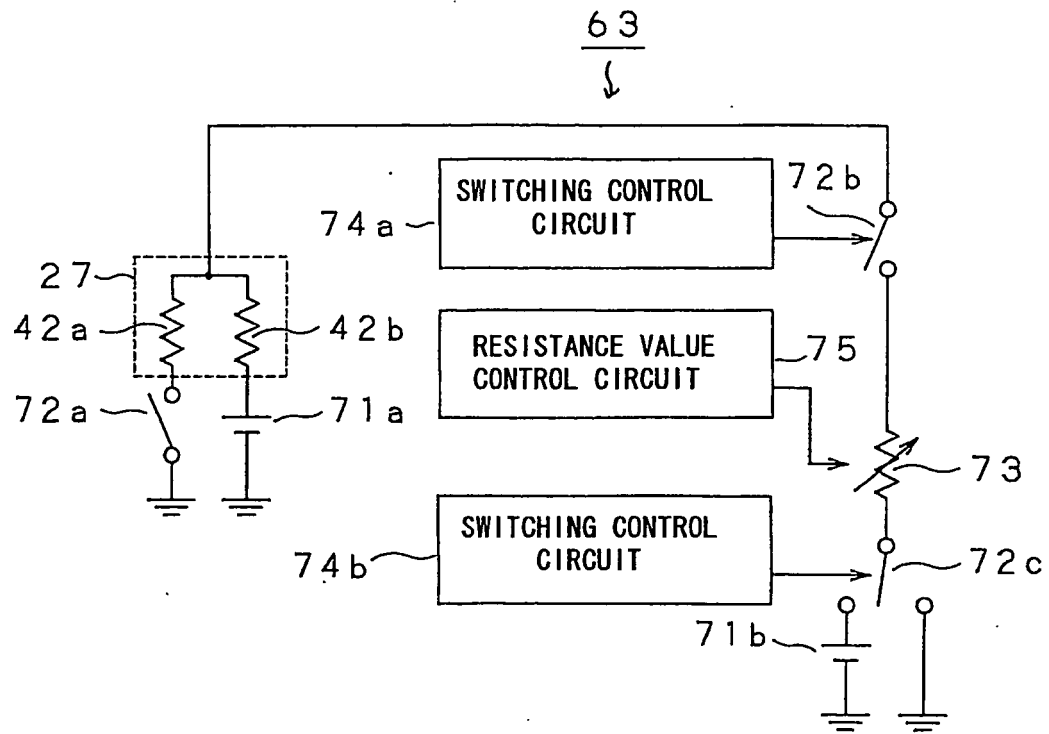 63
SWITCHING CONTROL
CIRCUIT
72b
74a
27
42a
42b
RESISTANCE VALUE
CONTROL CIRCUIT
75
72a
71a
73
SWITCHING CONTROL
CIRCUIT
74b
72c
71b